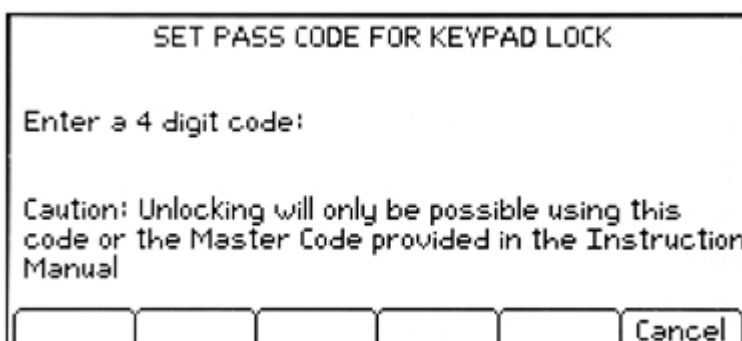 SET PASS CODE FOR KEYPAD LOCK
Enter a 4 digit code:
Caution: Unlocking will only be possible using this
code or the Master Code provided in the Instruction
Manual
Cancel